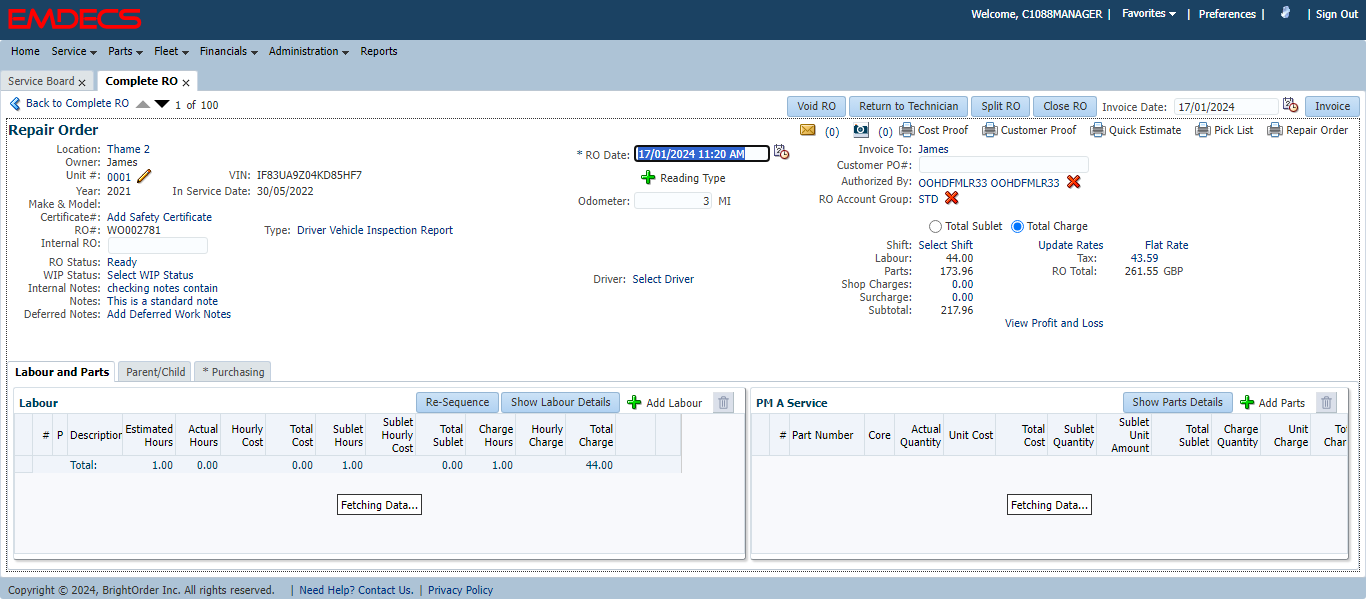 EMDECS
Welcome, C1088MANAGER | Favorites | Preferences | | Sign Out
Home Service Parts Fleet Financials Administration Reports
Service Board x Complete RO x
Back to Complete RO 1 of 100 Void RO Return to Technician Split RO Close RO Invoice Date: 17/01/2024 Invoice
Repair Order (0) (0) Cost Proof Customer Proof Quick Estimate Pick List Repair Order
Location: Thame 2
Owner: James
Unit #: 0001 VIN: IF83UA9Z04KD85HF7
Year: 2021 In Service Date: 30/05/2022
Make & Model:
Certificate#: Add Safety Certificate
RO#: WO002781 Type: Driver Vehicle Inspection Report
Internal RO:
RO Status: Ready
WIP Status: Select WIP Status
Internal Notes: checking notes contain
Notes: This is a standard note
Deferred Notes: Add Deferred Work Notes
* RO Date: 17/01/2024 11:20 AM
Reading Type
Odometer: 3 MI
Driver: Select Driver
Invoice To: James
Customer PO#:
Authorized By: OOHDFMLR33 OOHDFMLR33
RO Account Group: STD
Total Sublet Total Charge
Shift: Select Shift Update Rates Flat Rate
Labour: 44.00 Tax: 43.59
Parts: 173.96 RO Total: 261.55 GBP
Shop Charges: 0.00
Surcharge: 0.00
Subtotal: 217.96
View Profit and Loss
Labour and Parts Parent/Child * Purchasing
Labour Re-Sequence Show Labour Details Add Labour
# P Description Estimated Hours Actual Hours Hourly Cost Total Cost Sublet Hours Sublet Hourly Cost Total Sublet Charge Hours Hourly Charge Total Charge
Total: 1.00 0.00 0.00 1.00 0.00 1.00 44.00
Fetching Data...
PM A Service Show Parts Details Add Parts
# Part Number Core Actual Quantity Unit Cost Total Cost Sublet Quantity Sublet Unit Amount Total Sublet Charge Quantity Unit Charge Tot Char
Fetching Data...
Copyright © 2024, BrightOrder Inc. All rights reserved. | Need Help? Contact Us. | Privacy Policy